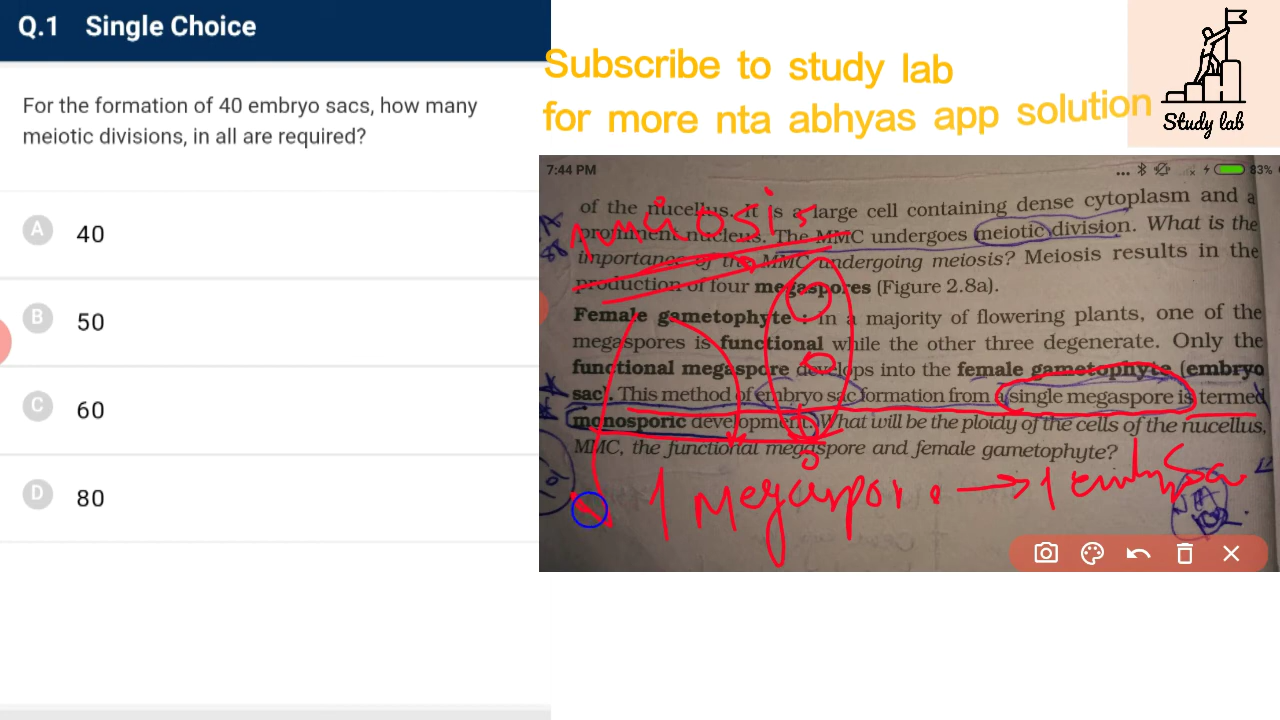 Q.1 Single Choice
For the formation of 40 embryo sacs, how many
meiotic divisions, in all are required?
A 40
B 50
C 60
D 80
Subscribe to study lab
for more nta abhyas app solution
Study lab
7:44 PM
83%
of the nucellus. It is a large cell containing dense cytoplasm and a
prominent nucleus. The MMC undergoes meiotic division. What is the
importance of the MMC undergoing meiosis? Meiosis results in the
production of four megaspores (Figure 2.8a).
Female gametophyte : In a majority of flowering plants, one of the
megaspores is functional while the other three degenerate. Only the
functional megaspore develops into the female gametophyte (embryo
sac). This method of embryo sac formation from a single megaspore is termed
monosporic development. What will be the ploidy of the cells of the nucellus,
MMC, the functional megaspore and female gametophyte?
1 miosis
1 Megaspore → 1 emby Sa